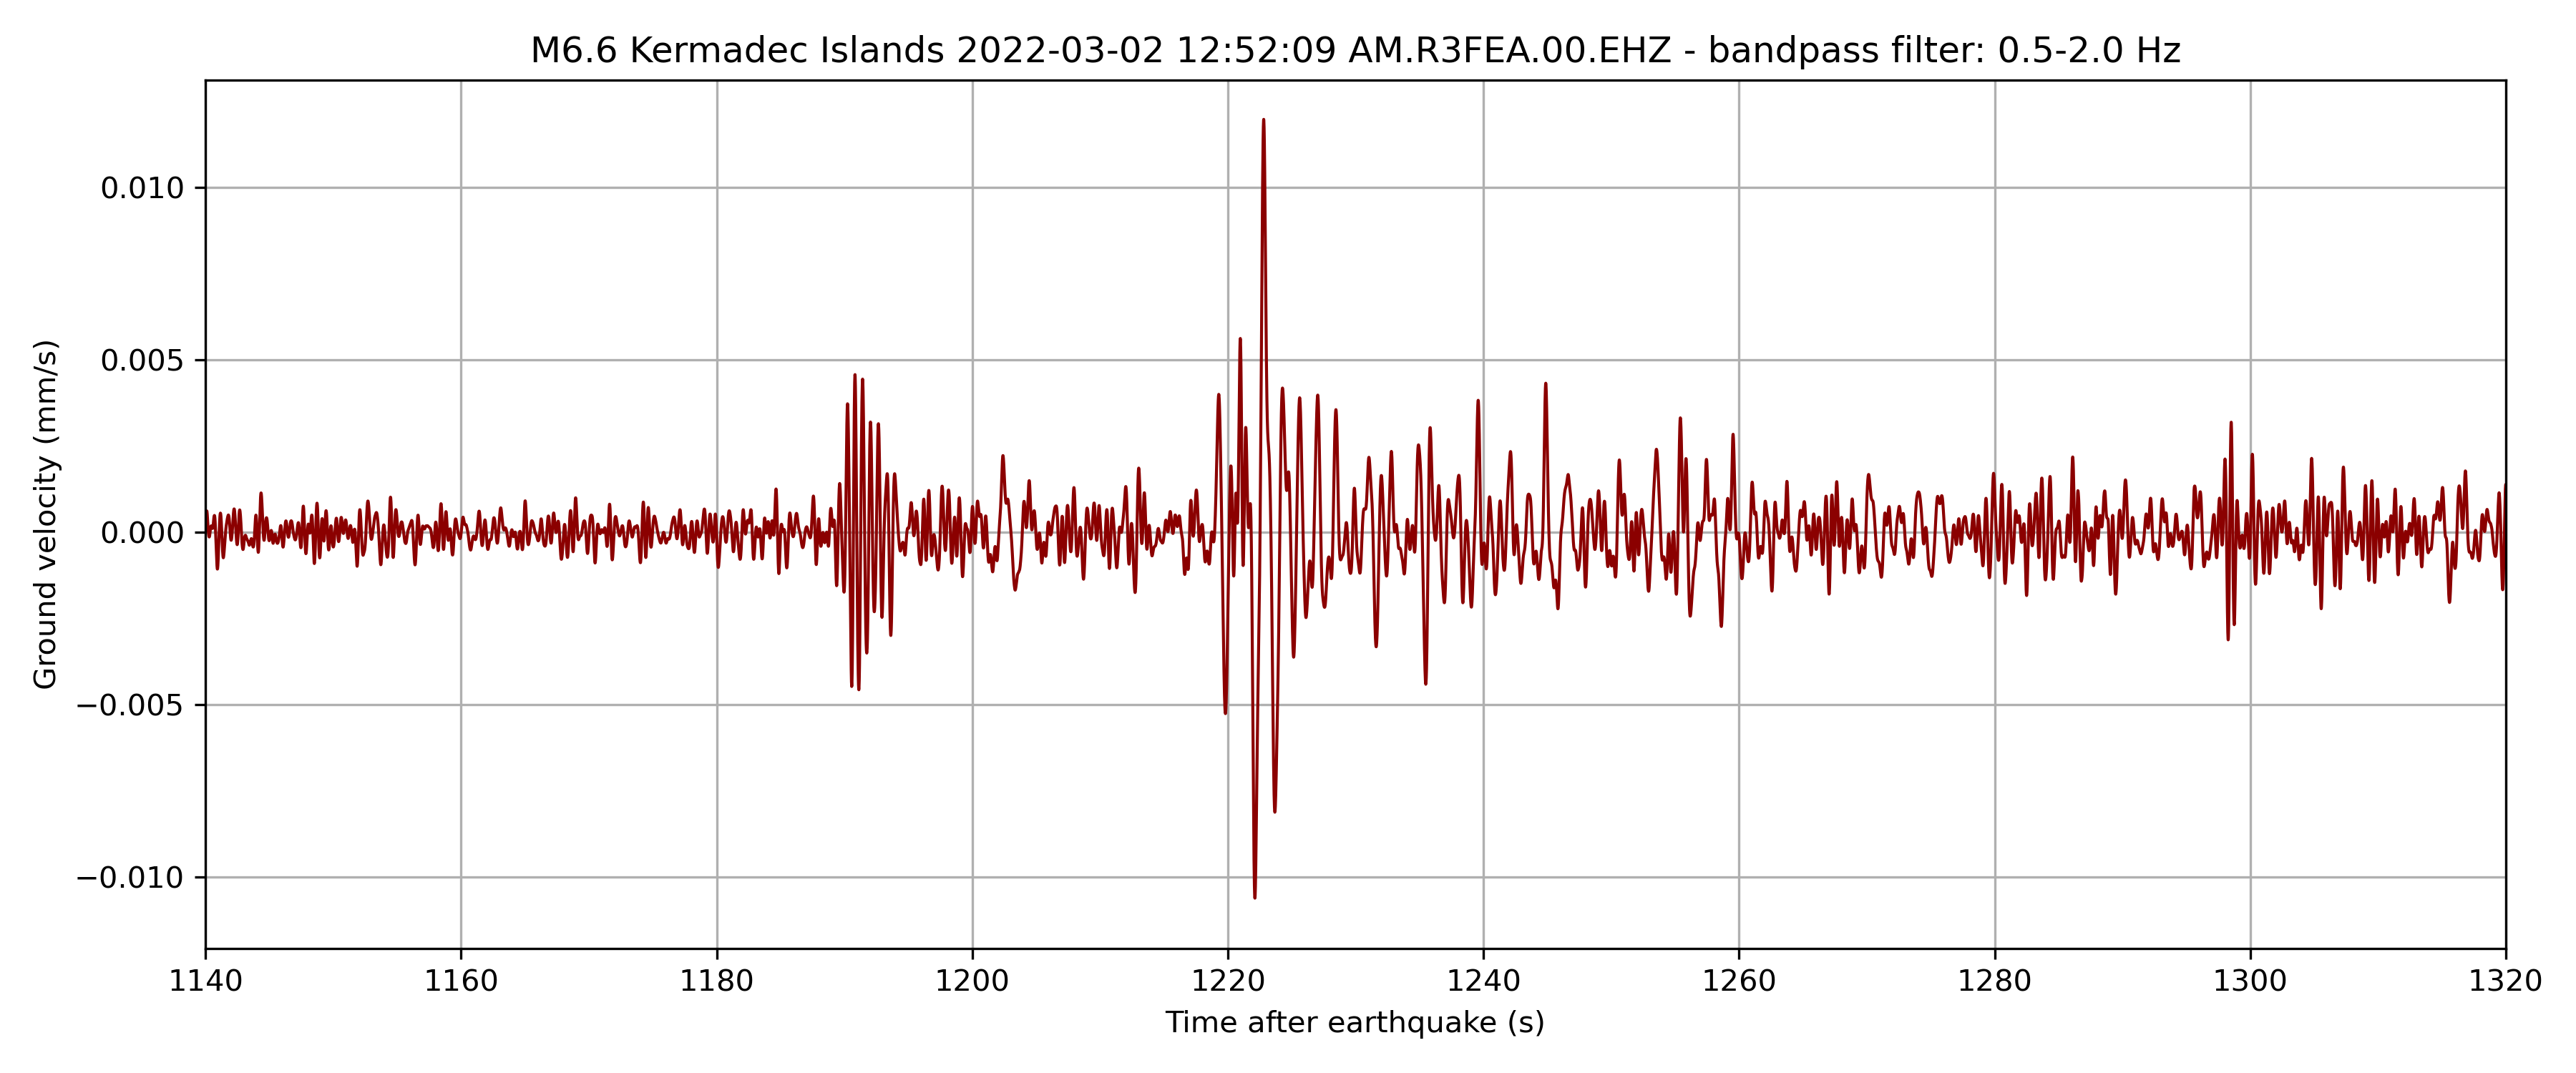 M6.6 Kermadec Islands 2022-03-02 12:52:09 AM.R3FEA.00.EHZ - bandpass filter: 0.5-2.0 Hz
Ground velocity (mm/s)
0.010
0.005
0.000
−0.005
−0.010
1140 1160 1180 1200 1220 1240 1260 1280 1300 1320
Time after earthquake (s)